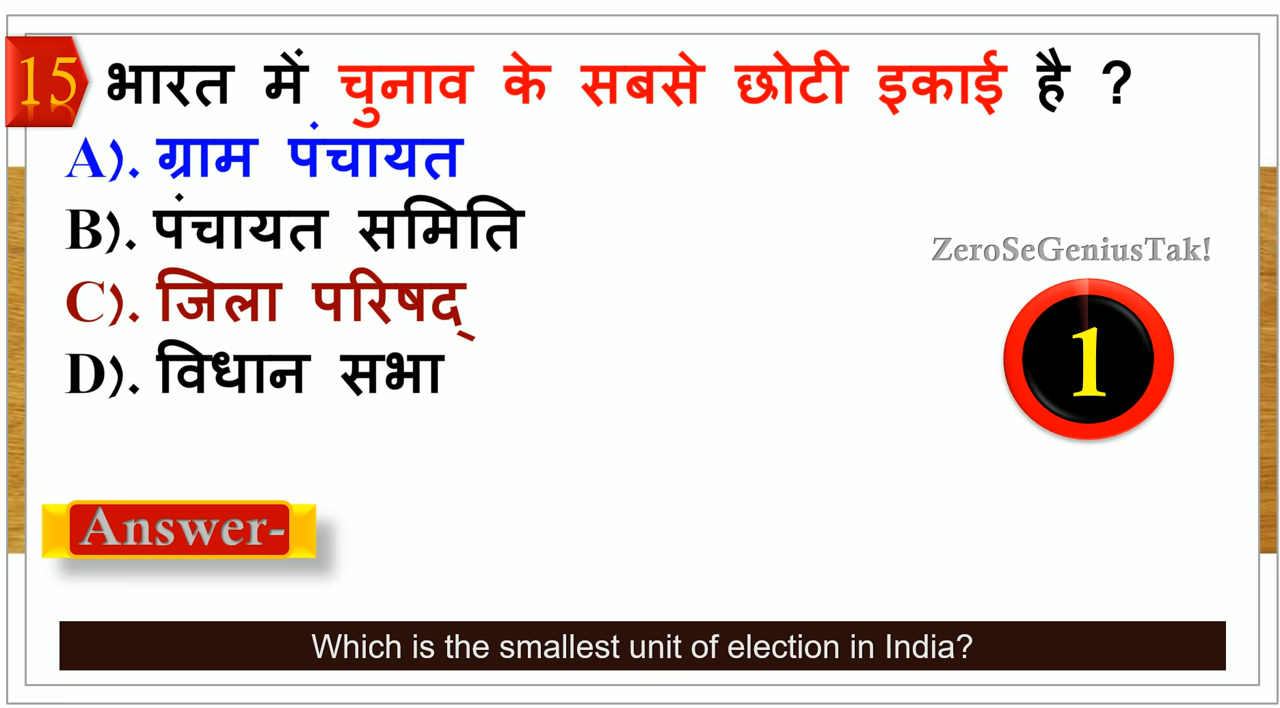 15 भारत में चुनाव के सबसे छोटी इकाई है ?
A). ग्राम पंचायत
B). पंचायत समिति
C). जिला परिषद्
D). विधान सभा
ZeroSeGeniusTak!
1
Answer-
Which is the smallest unit of election in India?